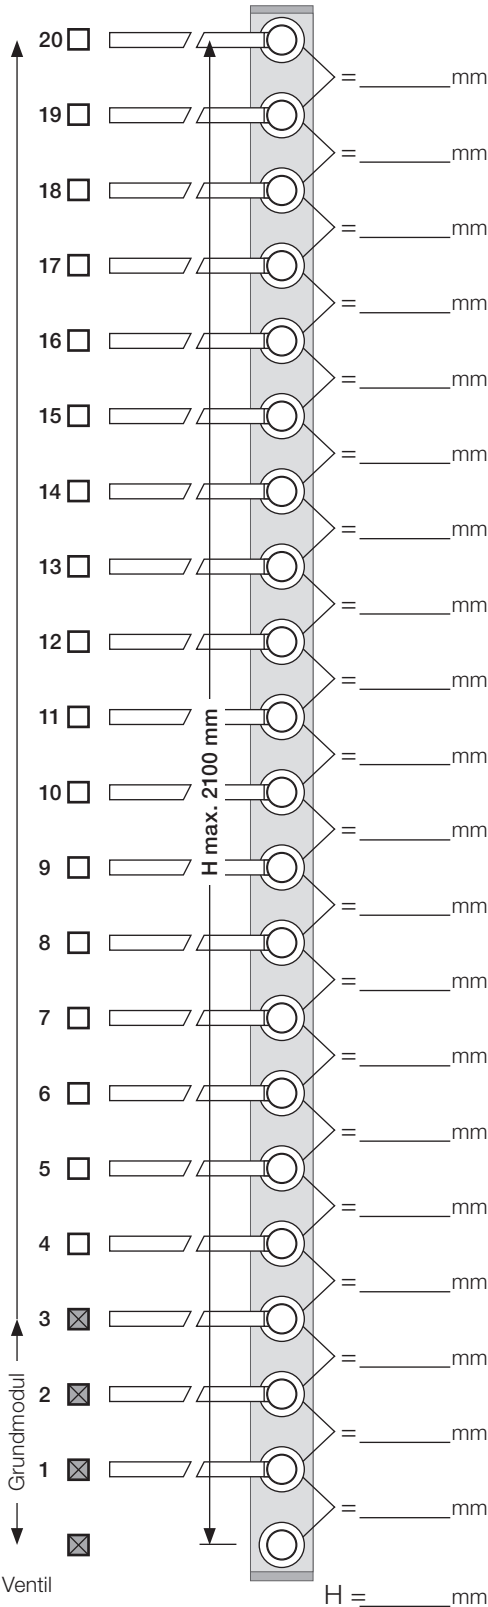 20
= mm
19
= mm
18
= mm
17
= mm
16
= mm
15
= mm
14
= mm
13
= mm
12
= mm
11
= mm
10
= mm
9
= mm
8
= mm
7
= mm
6
= mm
5
= mm
4
= mm
3
= mm
2
= mm
1
= mm
H max. 2100 mm
Grundmodul
Ventil
H = mm